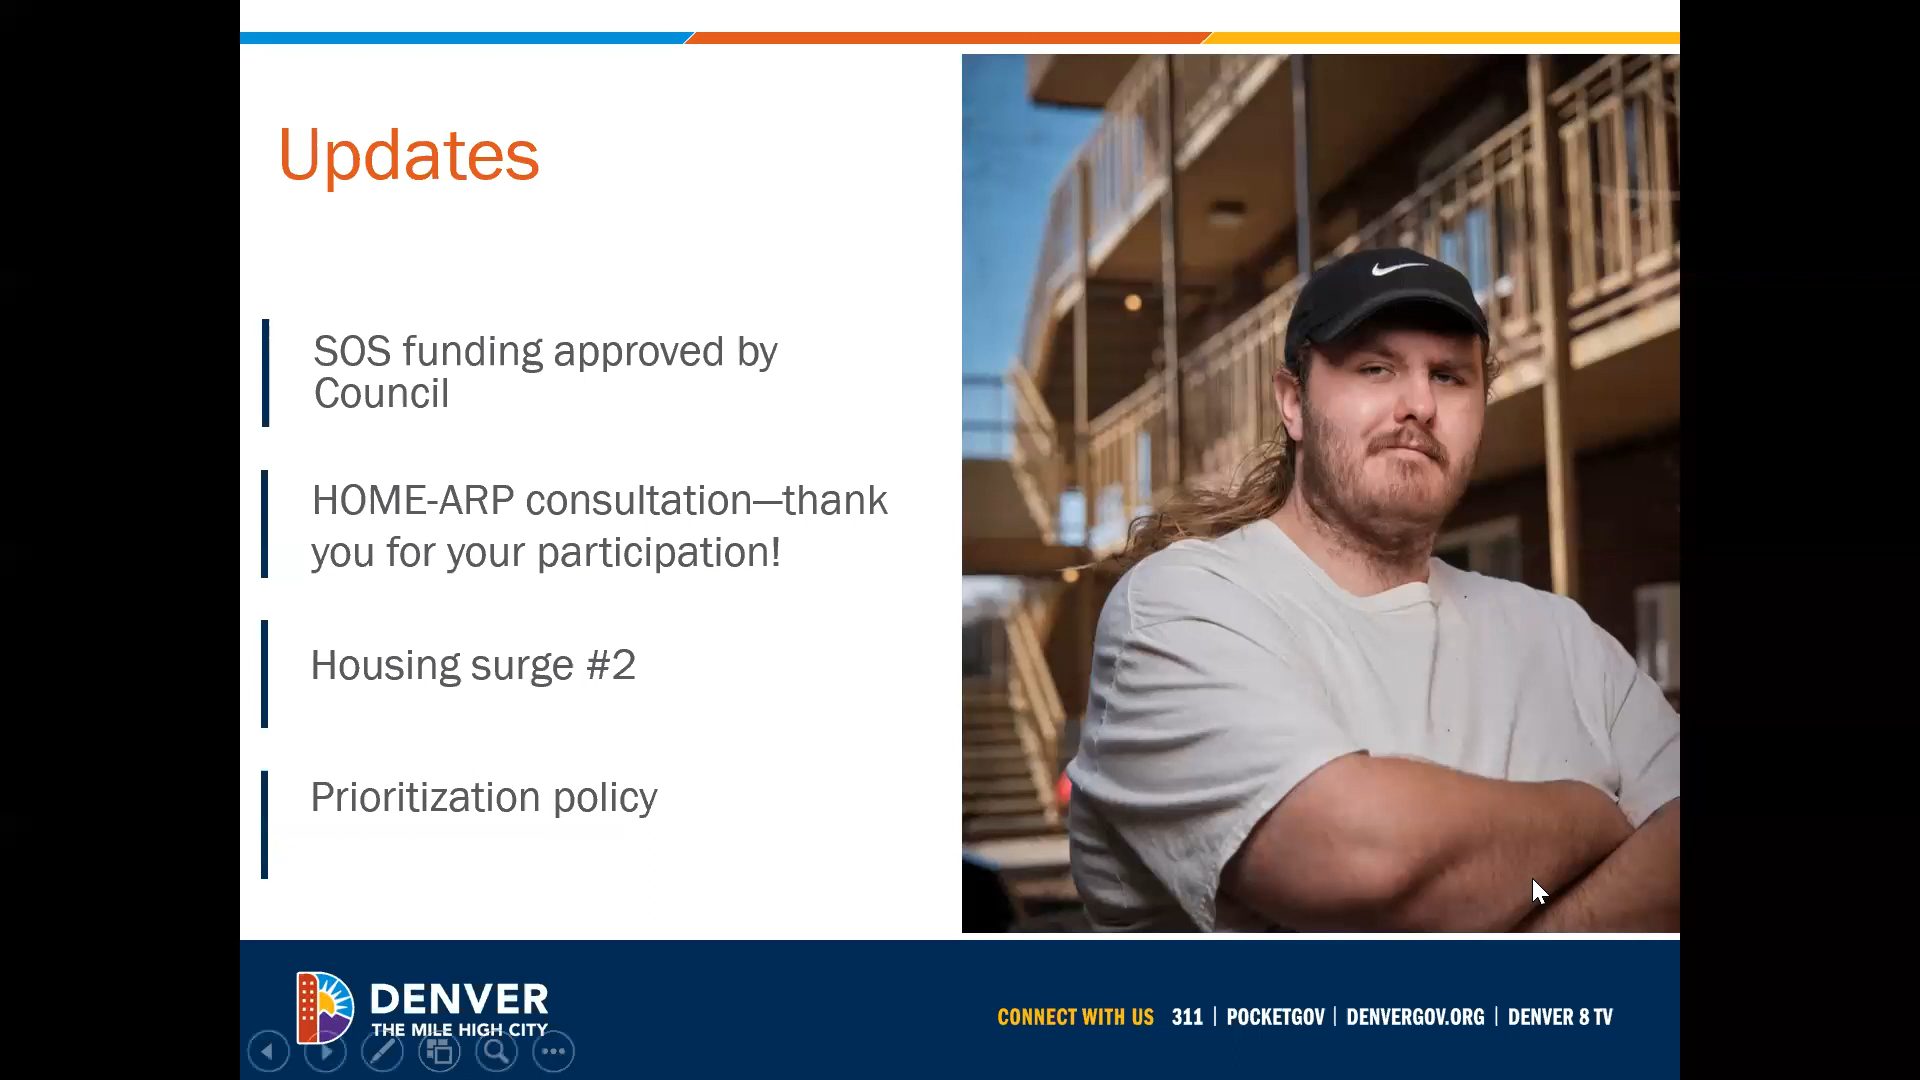 Updates
SOS funding approved by
Council
HOME-ARP consultation—thank
you for your participation!
Housing surge #2
Prioritization policy
DENVER
THE MILE HIGH CITY
CONNECT WITH US 311 | POCKETGOV | DENVERGOV.ORG | DENVER 8 TV